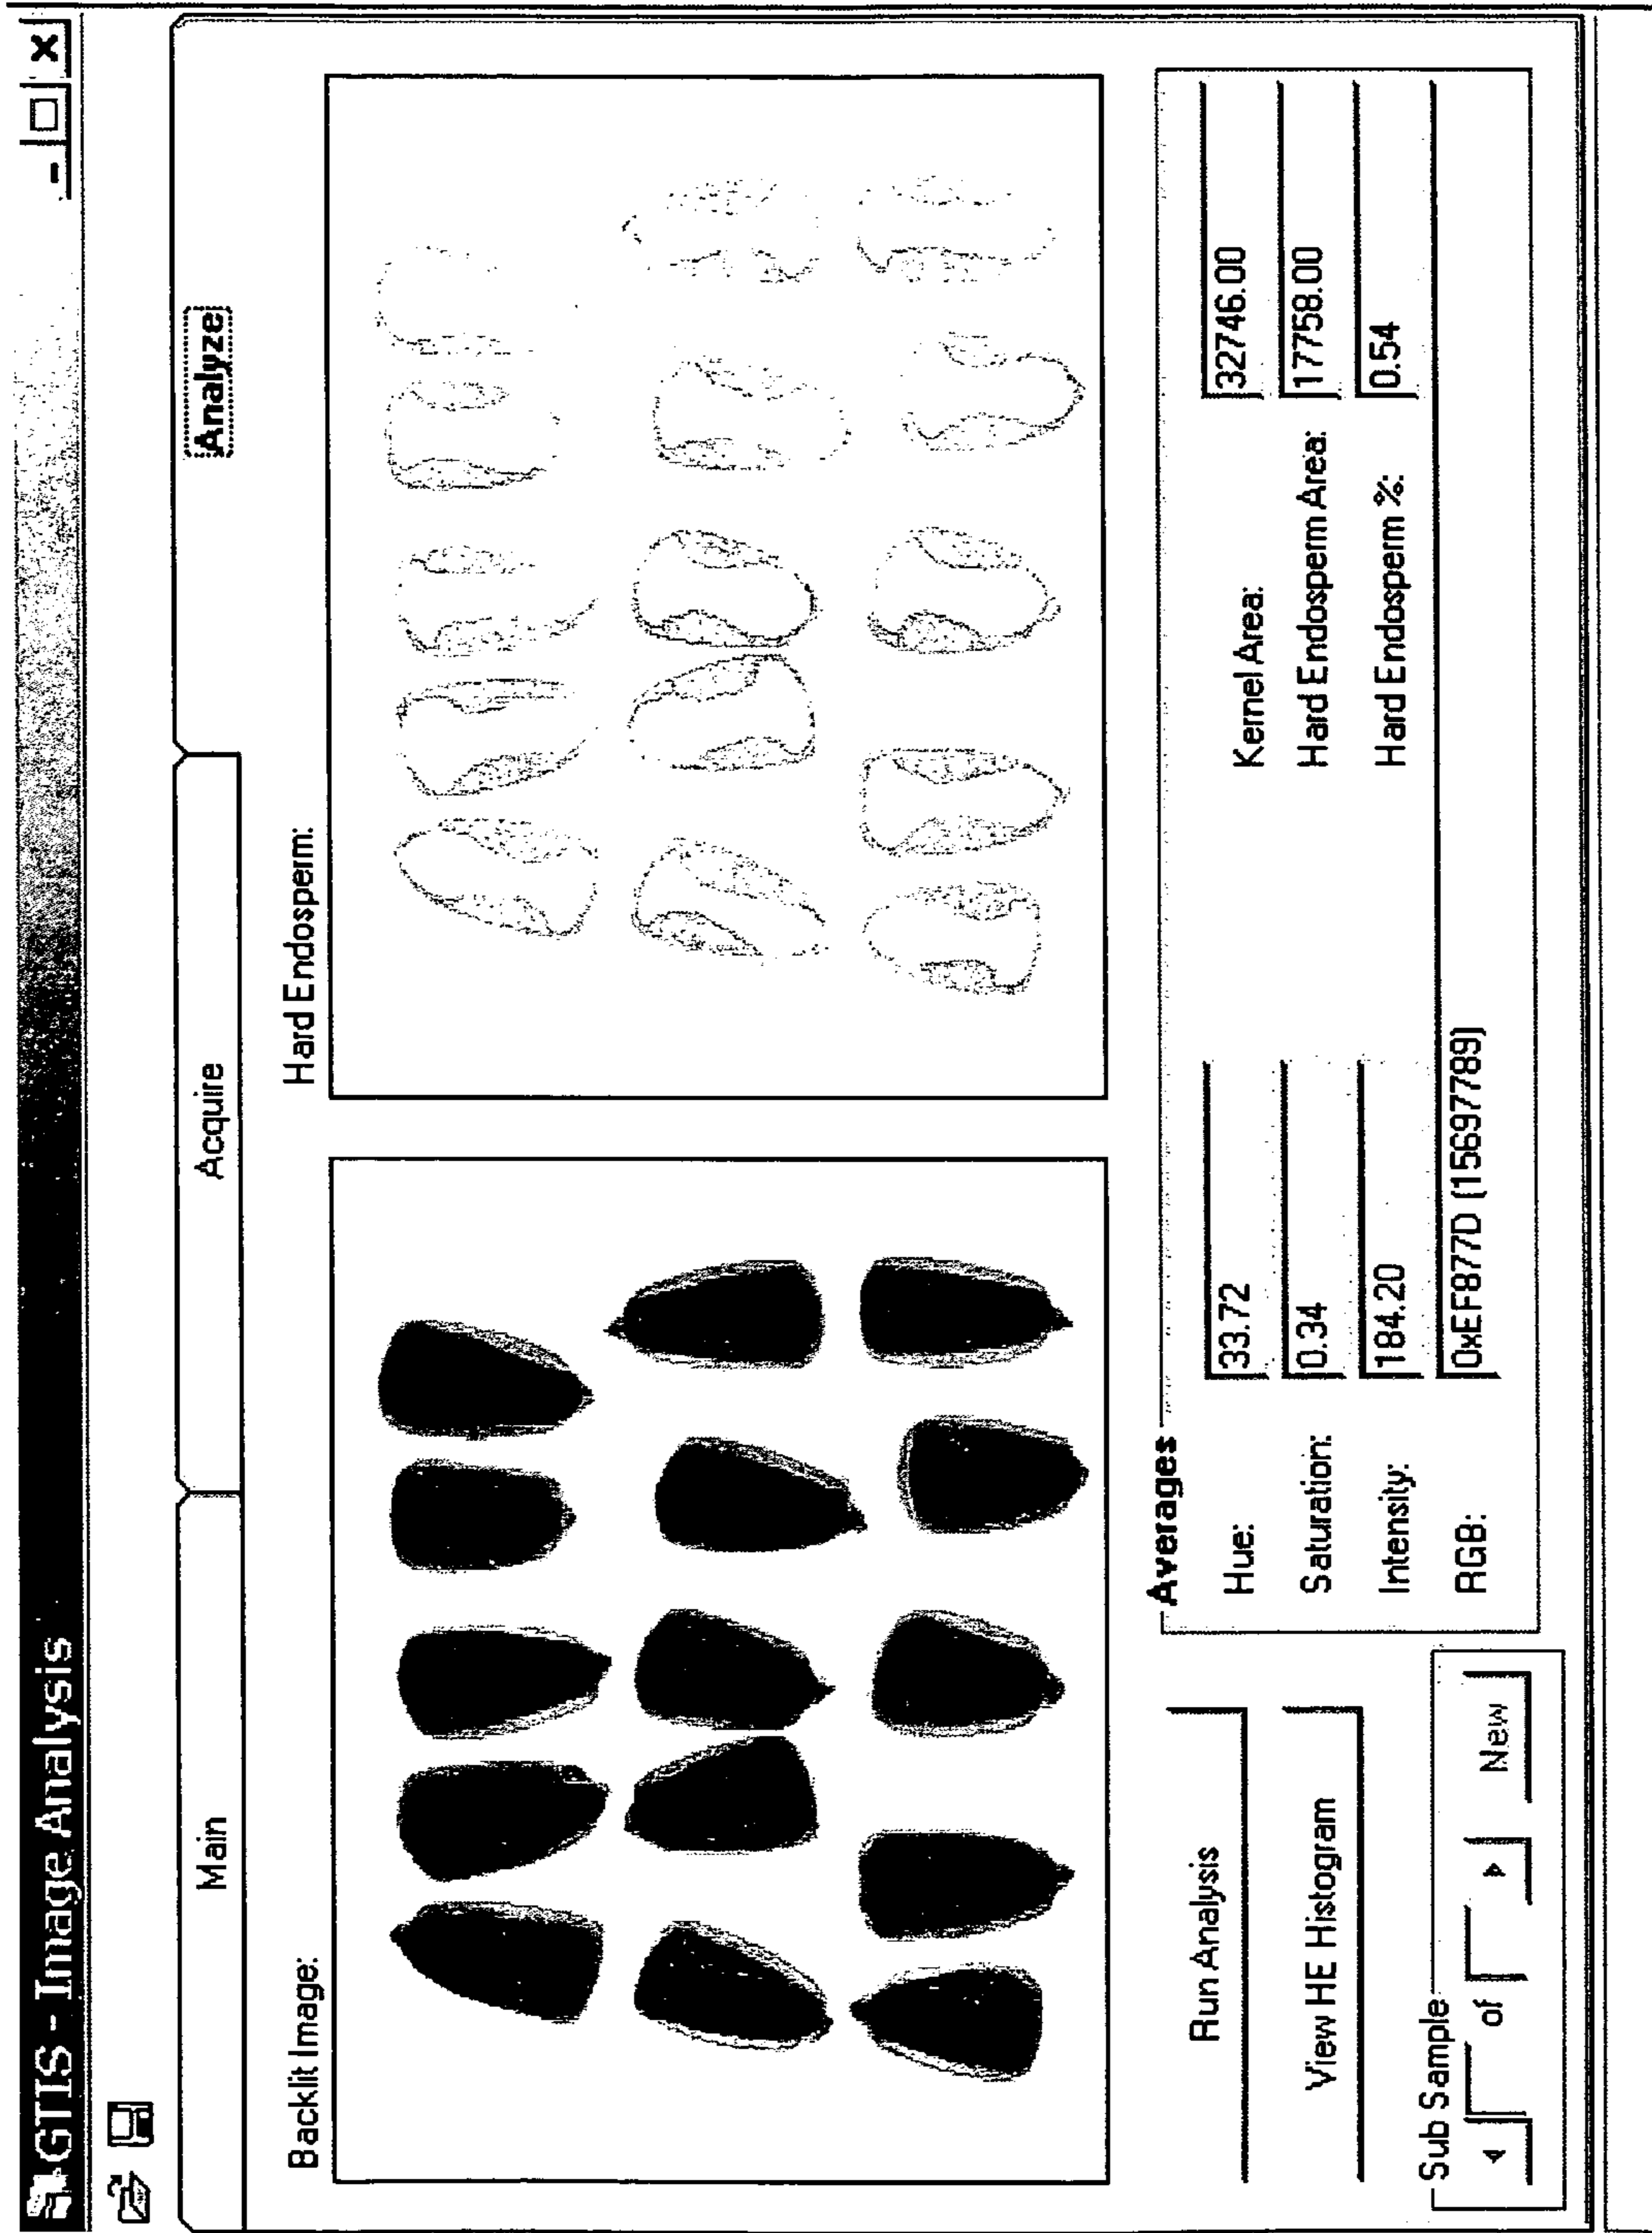 GTIS - Image Analysis
Main
Acquire
Analyze
Backlit Image:
Hard Endosperm:
Run Analysis
View HE Histogram
Sub Sample
of
New
Averages
Hue:
33.72
Kernel Area:
32746.00
Saturation:
0.34
Hard Endosperm Area:
17758.00
Intensity:
184.20
Hard Endosperm %:
0.54
RGB:
0xEF877D (15697789)